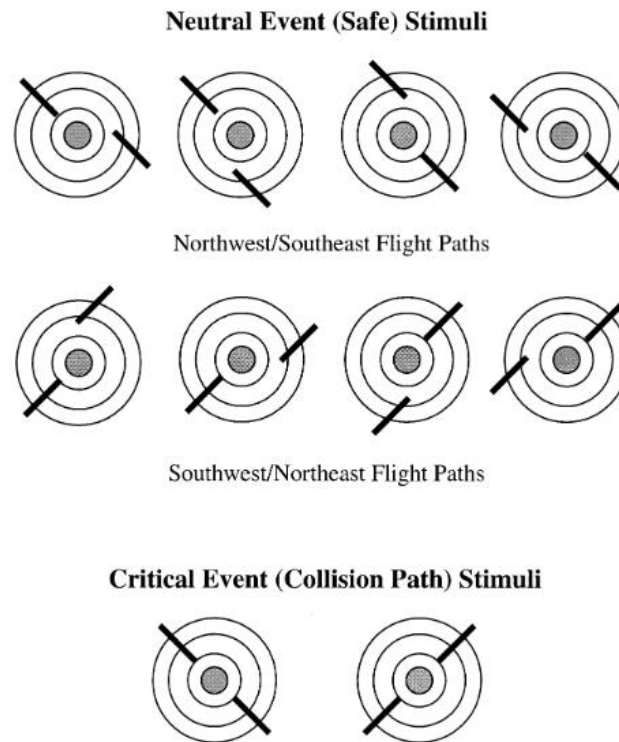 Neutral Event (Safe) Stimuli
Northwest/Southeast Flight Paths
Southwest/Northeast Flight Paths
Critical Event (Collision Path) Stimuli